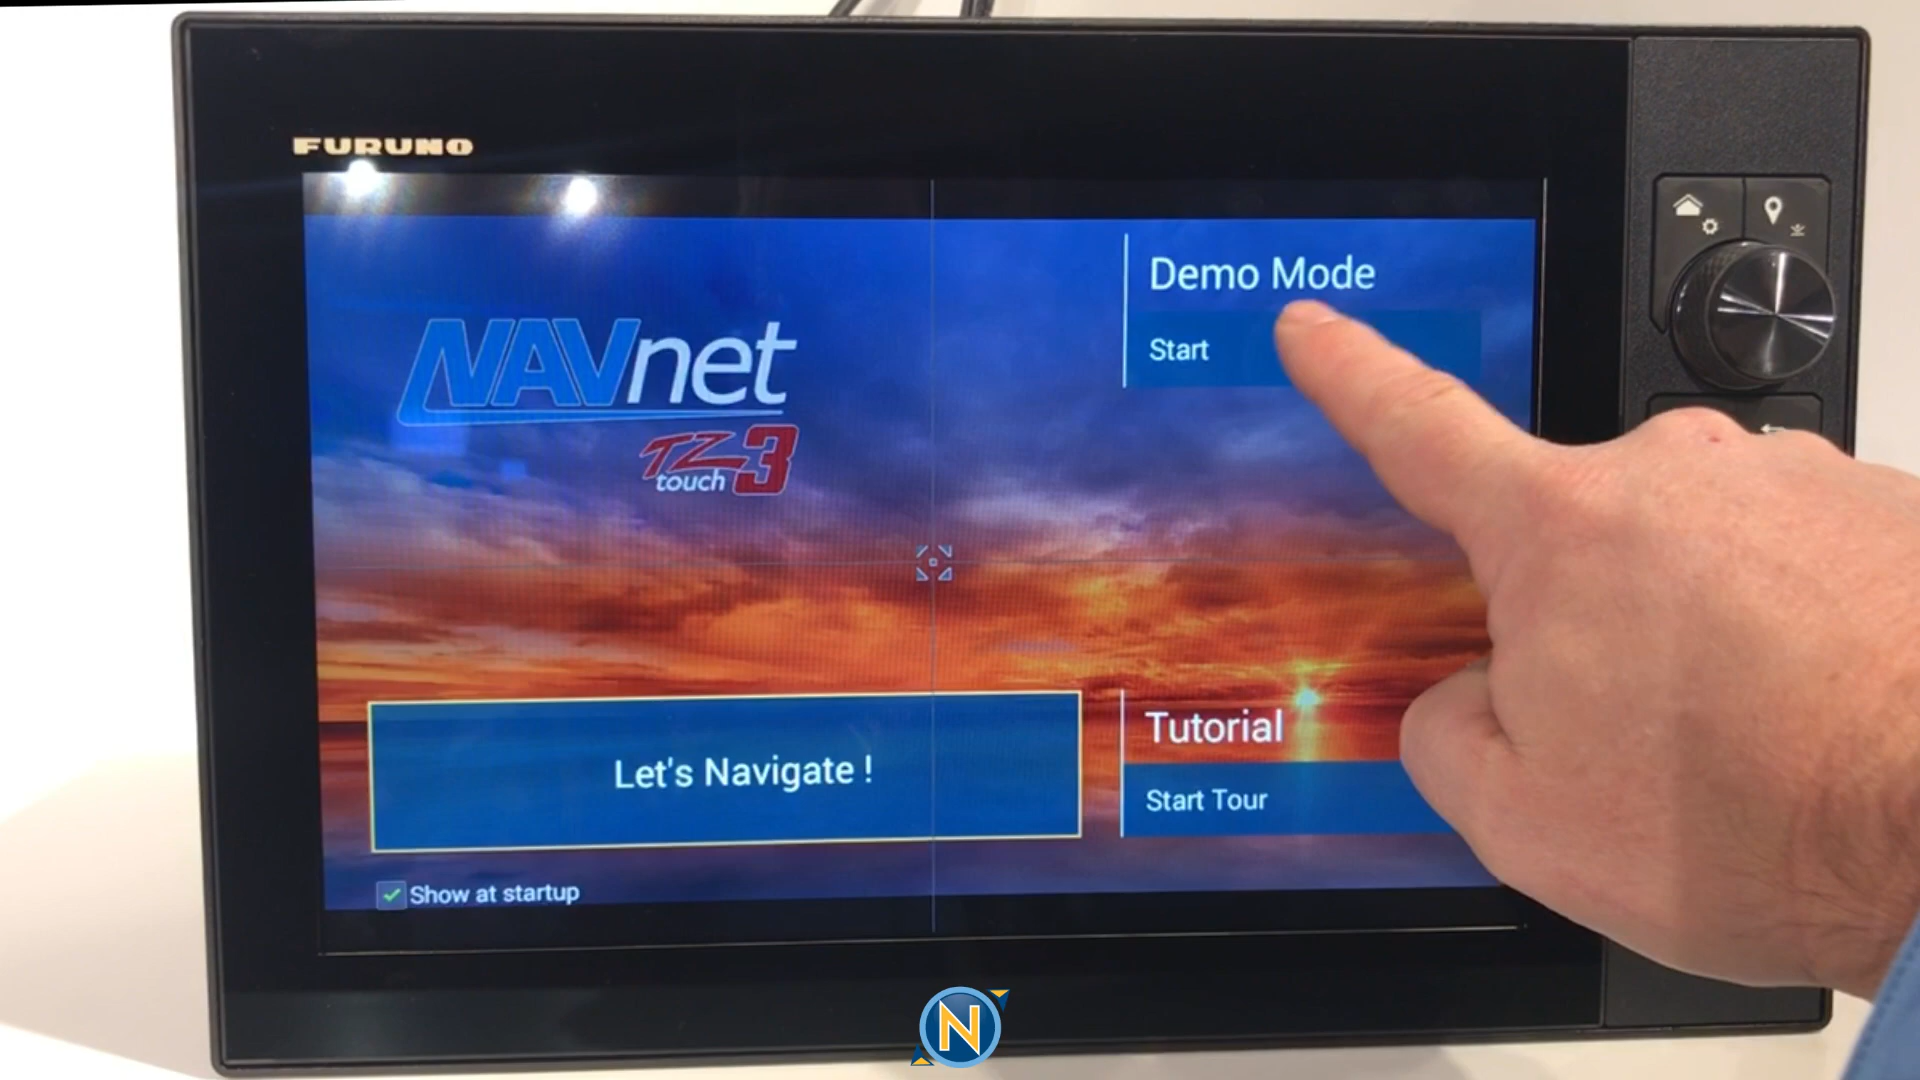 FURUNO
Demo Mode
Start
NAVnet
TZ
touch 3
Let's Navigate !
Tutorial
Start Tour
Show at startup
N